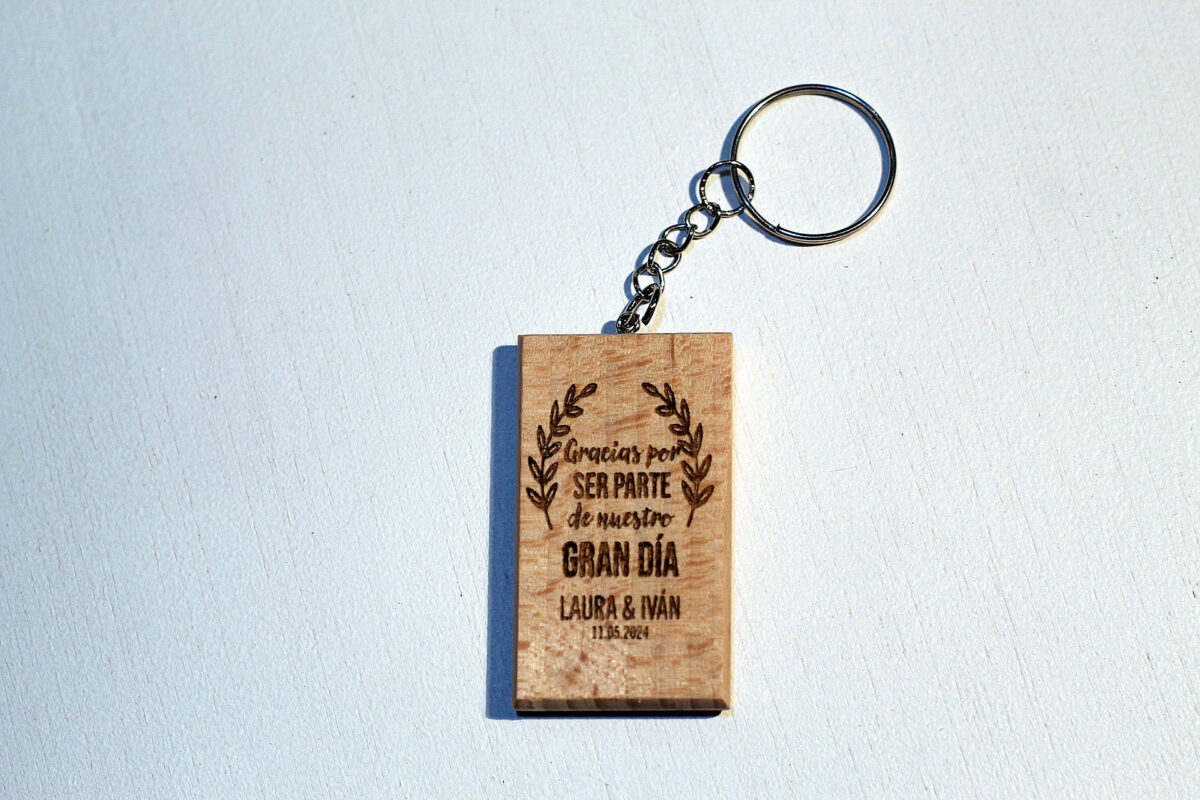 Gracias por
SER PARTE
de nuestro
GRAN DÍA
LAURA & IVÁN
11.05.2024